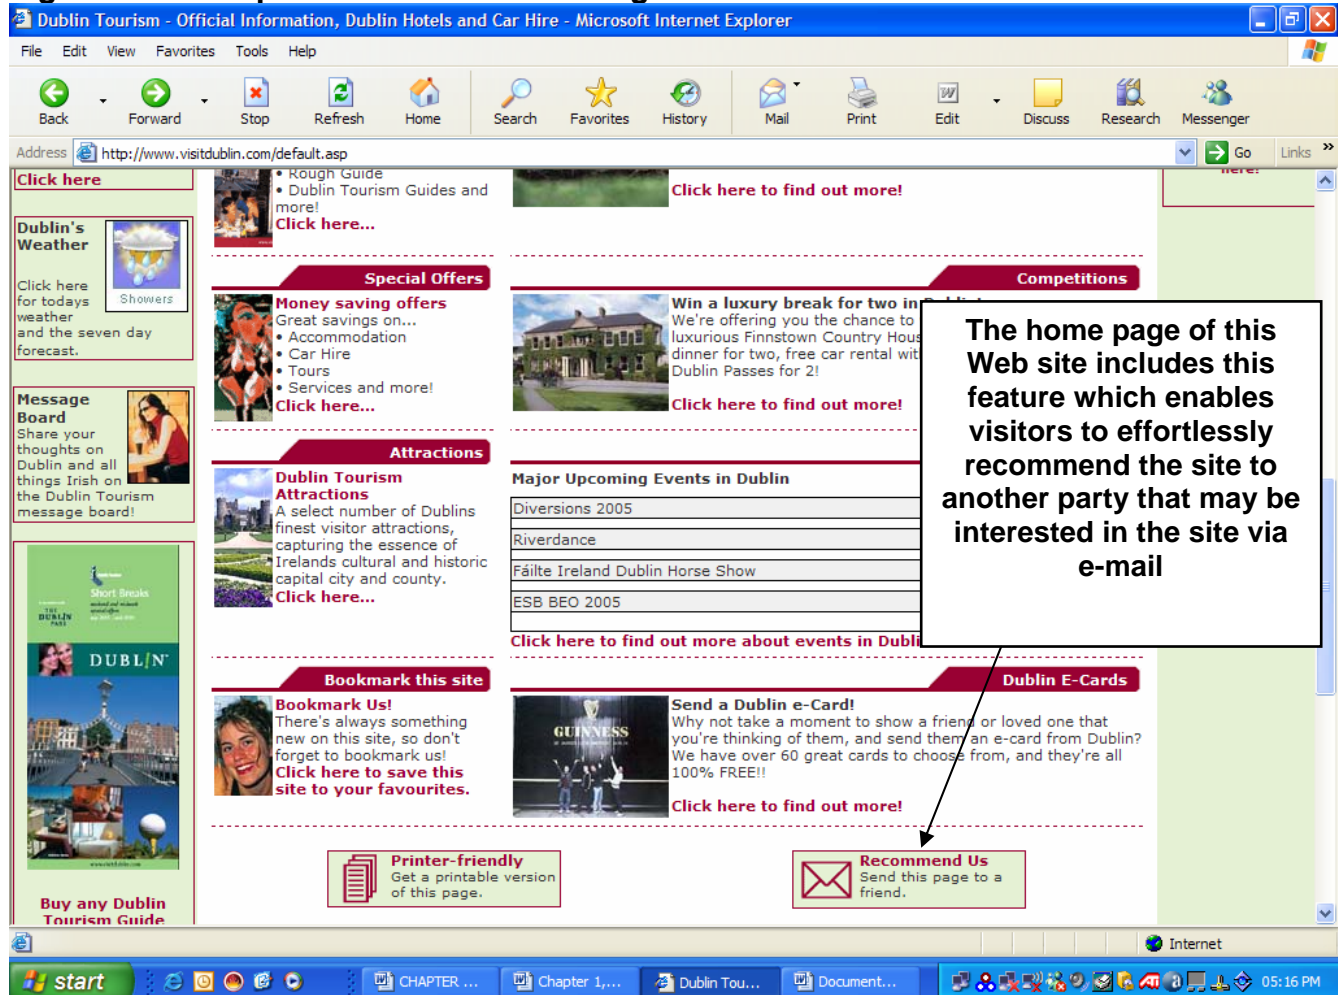 Dublin Tourism - Official Information, Dublin Hotels and Car Hire - Microsoft Internet Explorer
File Edit View Favorites Tools Help
Back Forward Stop Refresh Home Search Favorites History Mail Print Edit Discuss Research Messenger
Address http://www.visitdublin.com/default.asp Go Links »
Click here
Dublin's
Weather
Click here
for todays
weather
and the seven day
forecast.
Showers
Message
Board
Share your
thoughts on
Dublin and all
things Irish on
the Dublin Tourism
message board!
Short Breaks
THE
DUBLIN
PASS
DUBLIN
Buy any Dublin
Tourism Guide
• Rough Guide
• Dublin Tourism Guides and
more!
Click here...
Click here to find out more!
here!
Special Offers
Money saving offers
Great savings on...
• Accommodation
• Car Hire
• Tours
• Services and more!
Click here...
Competitions
Win a luxury break for two in
We're offering you the chance to
luxurious Finnstown Country Hous
dinner for two, free car rental wit
Dublin Passes for 2!
Click here to find out more!
The home page of this
Web site includes this
feature which enables
visitors to effortlessly
recommend the site to
another party that may be
interested in the site via
e-mail
Attractions
Dublin Tourism
Attractions
A select number of Dublins
finest visitor attractions,
capturing the essence of
Irelands cultural and historic
capital city and county.
Click here...
Major Upcoming Events in Dublin
Diversions 2005
Riverdance
Fáilte Ireland Dublin Horse Show
ESB BEO 2005
Click here to find out more about events in Dubli
Bookmark this site
Bookmark Us!
There's always something
new on this site, so don't
forget to bookmark us!
Click here to save this
site to your favourites.
Dublin E-Cards
GUINNESS
Send a Dublin e-Card!
Why not take a moment to show a friend or loved one that
you're thinking of them, and send them an e-card from Dublin?
We have over 60 great cards to choose from, and they're all
100% FREE!!
Click here to find out more!
Printer-friendly
Get a printable version
of this page.
Recommend Us
Send this page to a
friend.
Internet
start CHAPTER ... Chapter 1,... Dublin Tou... Document... 05:16 PM